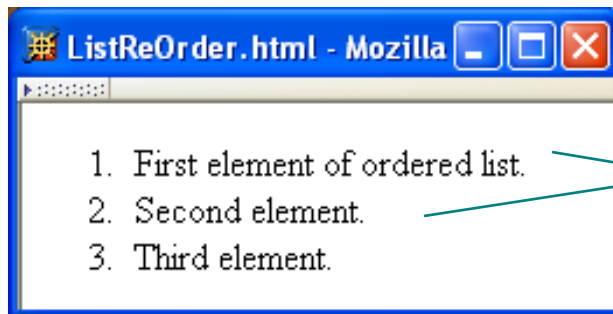 ListReOrder.html - Mozilla
1. First element of ordered list.
2. Second element.
3. Third element.